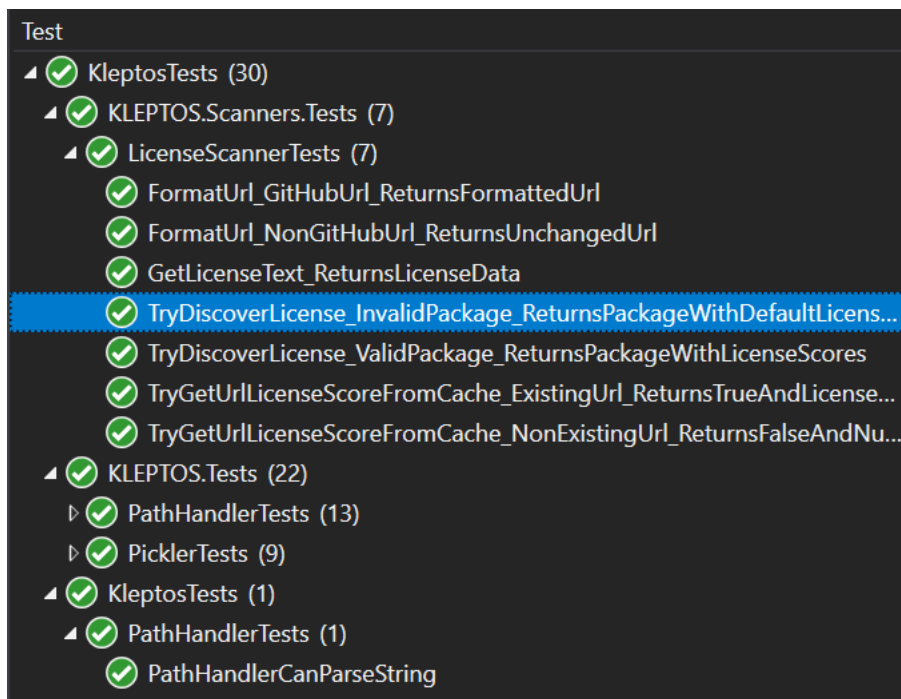 Test
KleptosTests (30)
KLEPTOS.Scanners.Tests (7)
LicenseScannerTests (7)
FormatUrl_GitHubUrl_ReturnsFormattedUrl
FormatUrl_NonGitHubUrl_ReturnsUnchangedUrl
GetLicenseText_ReturnsLicenseData
TryDiscoverLicense_InvalidPackage_ReturnsPackageWithDefaultLicens...
TryDiscoverLicense_ValidPackage_ReturnsPackageWithLicenseScores
TryGetUrlLicenseScoreFromCache_ExistingUrl_ReturnsTrueAndLicense...
TryGetUrlLicenseScoreFromCache_NonExistingUrl_ReturnsFalseAndNu...
KLEPTOS.Tests (22)
PathHandlerTests (13)
PicklerTests (9)
KleptosTests (1)
PathHandlerTests (1)
PathHandlerCanParseString